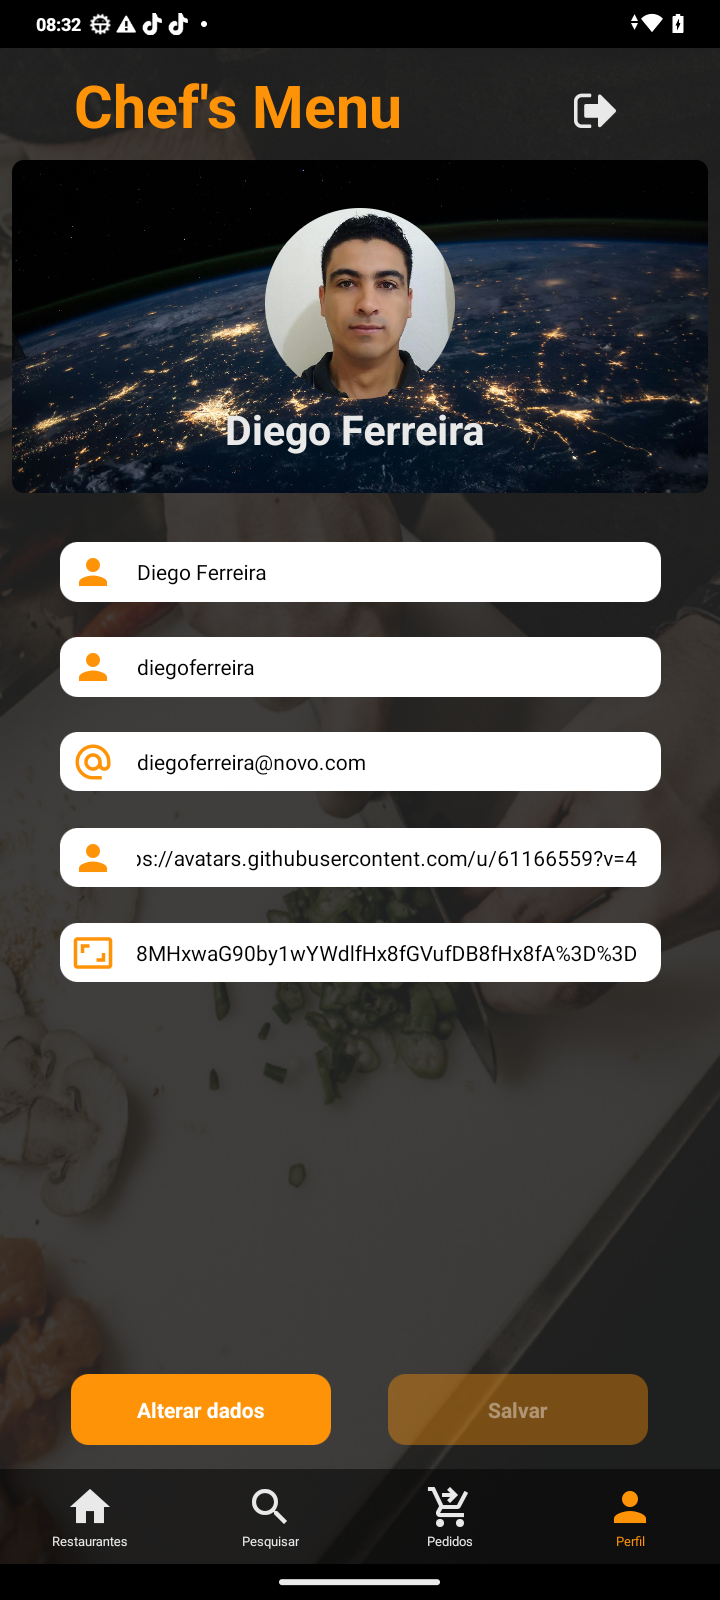 08:32
Chef's Menu
Diego Ferreira
Diego Ferreira
diegoferreira
diegoferreira@novo.com
ps://avatars.githubusercontent.com/u/61166559?v=4
8MHxwaG90by1wYWdlfHx8fGVufDB8fHx8fA%3D%3D
Alterar dados
Salvar
Restaurantes
Pesquisar
Pedidos
Perfil